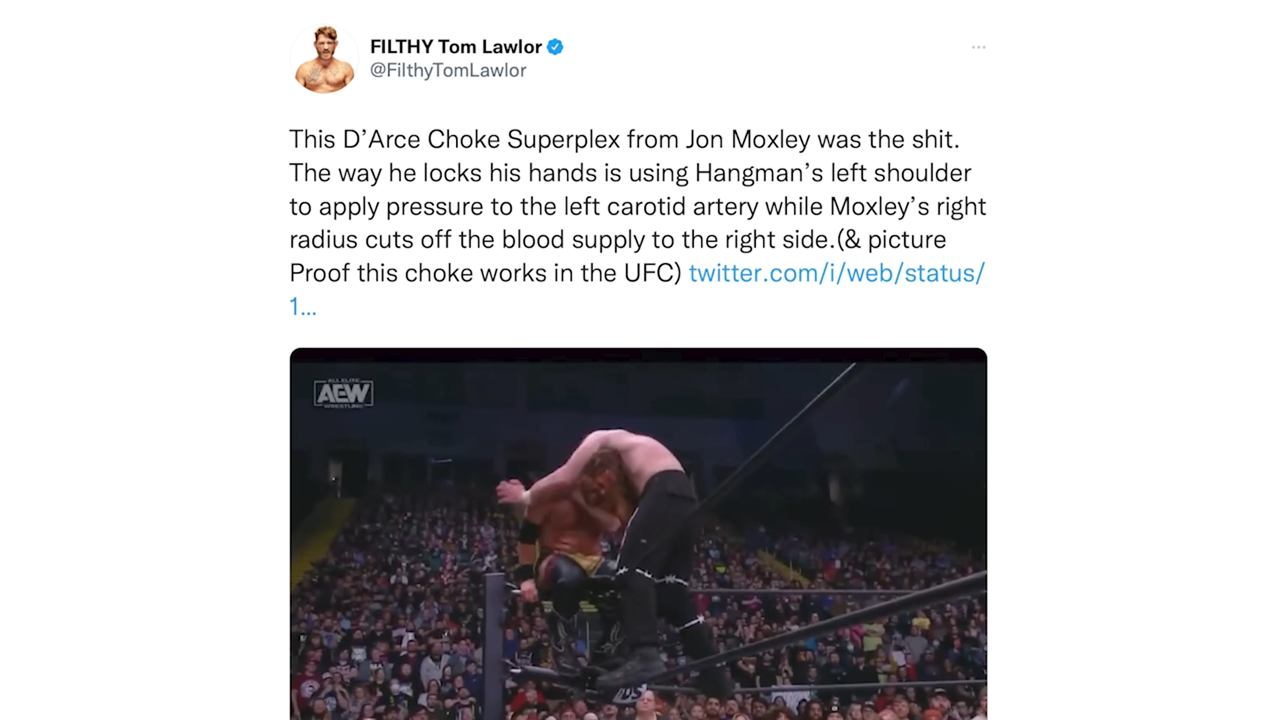 FILTHY Tom Lawlor
@FilthyTomLawlor
This D’Arce Choke Superplex from Jon Moxley was the shit.
The way he locks his hands is using Hangman’s left shoulder
to apply pressure to the left carotid artery while Moxley’s right
radius cuts off the blood supply to the right side.(& picture
Proof this choke works in the UFC) twitter.com/i/web/status/
1...
ALL ELITE
AEW
WRESTLING